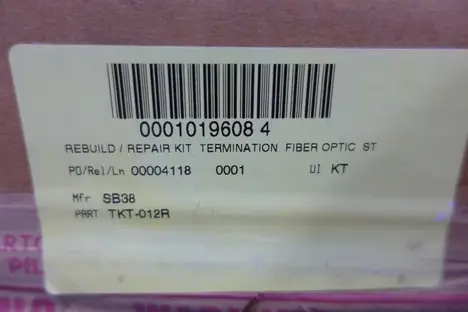 0001019608 4
REBUILD / REPAIR KIT TERMINATION FIBER OPTIC ST
PO/Rel/Ln 00004118 0001 UI KT
Mfr SB38
PART TKT-012R